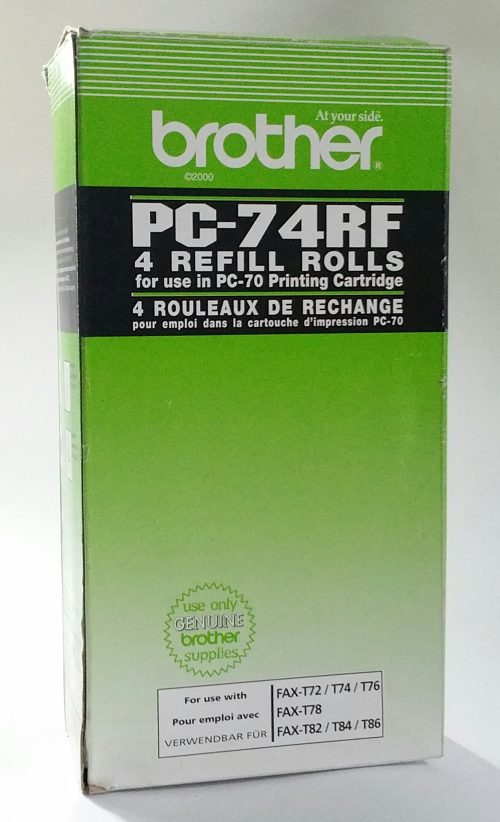 At your side.
brother®
©2000
PC-74RF
4 REFILL ROLLS
for use in PC-70 Printing Cartridge
4 ROULEAUX DE RECHANGE
pour emploi dans la cartouche d'impression PC-70
use only
GENUINE
brother
supplies
For use with
Pour emploi avec
VERWENDBAR FÜR
FAX-T72 / T74 / T76
FAX-T78
FAX-T82 / T84 / T86